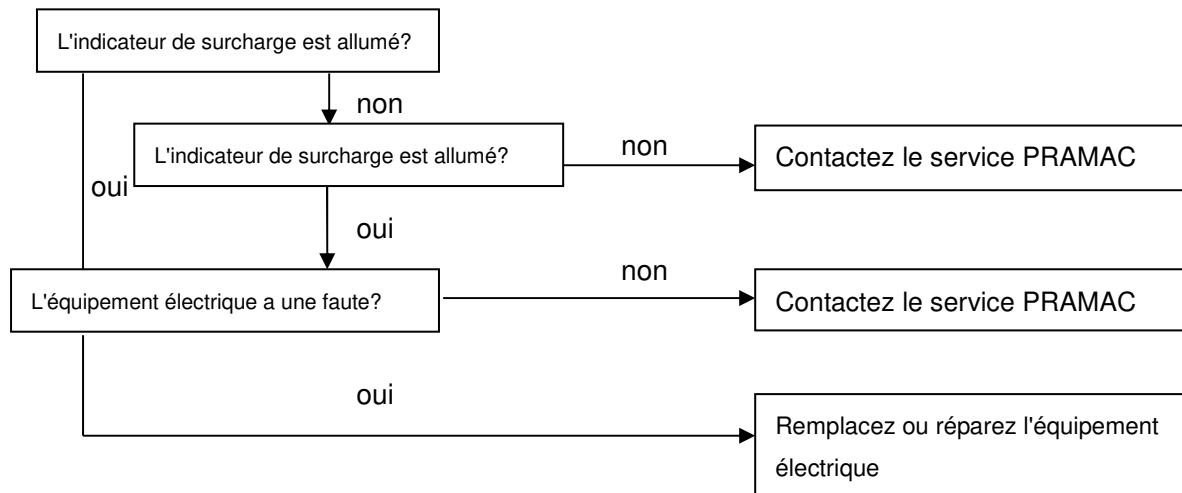 L'indicateur de surcharge est allumé?
non
L'indicateur de surcharge est allumé?
non
Contactez le service PRAMAC
oui
oui
L'équipement électrique a une faute?
non
Contactez le service PRAMAC
oui
Remplacez ou réparez l'équipement
électrique